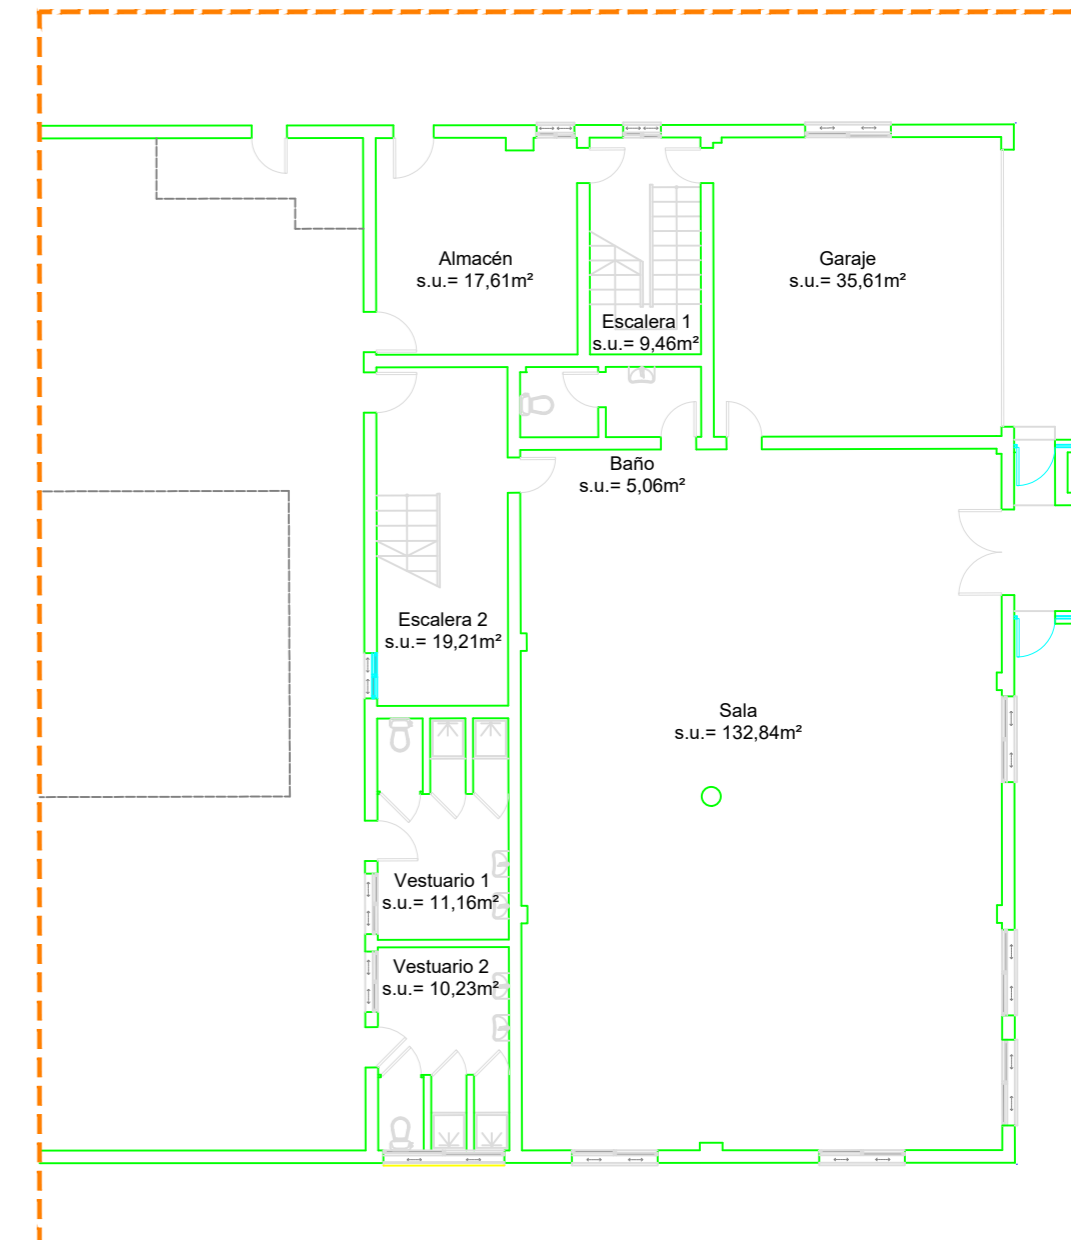 Almacén
s.u.= 17,61m²
Garaje
s.u.= 35,61m²
Escalera 1
s.u.= 9,46m²
Baño
s.u.= 5,06m²
Escalera 2
s.u.= 19,21m²
Sala
s.u.= 132,84m²
Vestuario 1
s.u.= 11,16m²
Vestuario 2
s.u.= 10,23m²